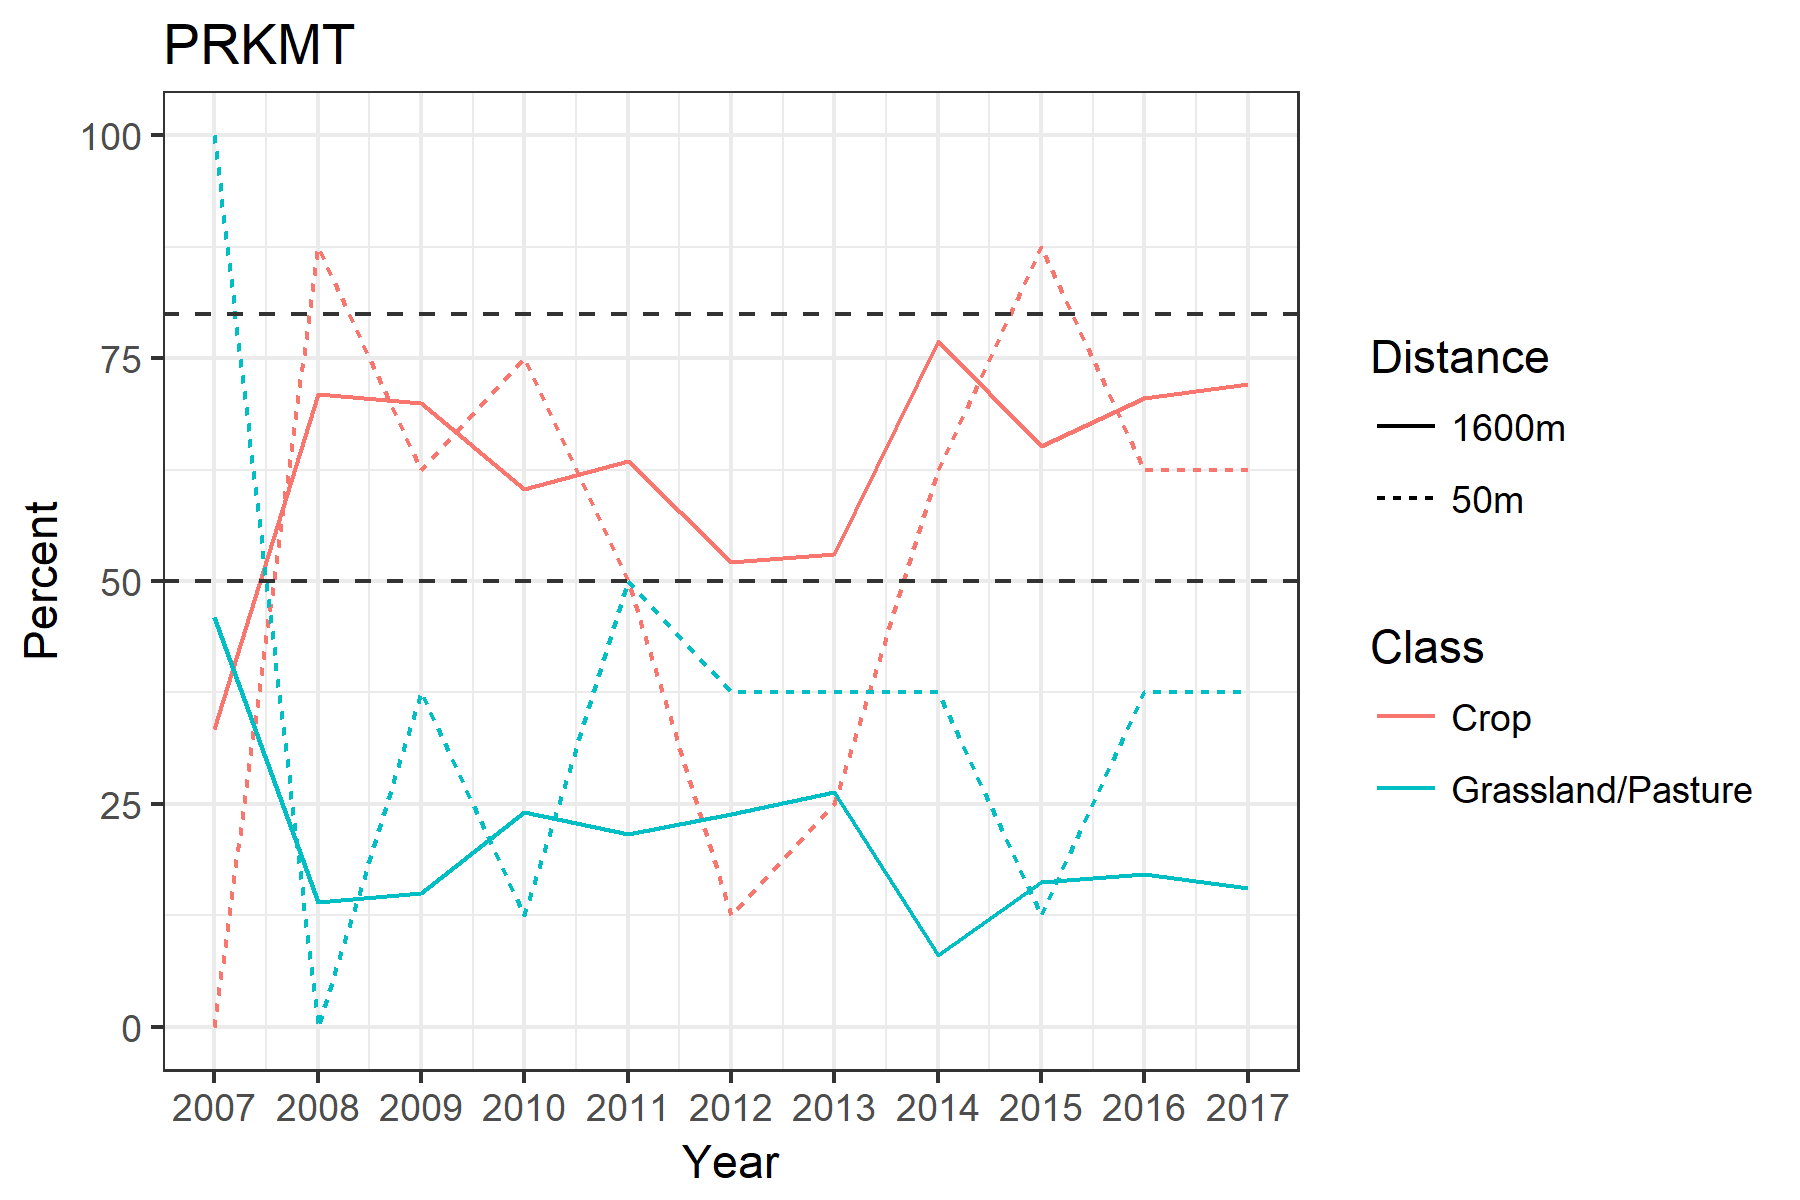 PRKMT
100
75
50
25
0
Percent
2007 2008 2009 2010 2011 2012 2013 2014 2015 2016 2017
Year
Distance
1600m
50m
Class
Crop
Grassland/Pasture